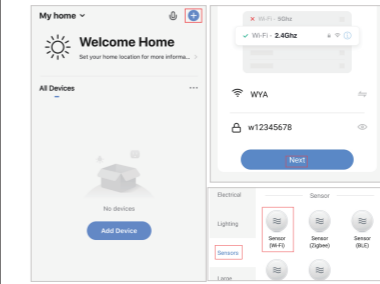 My home
Welcome Home
Set your home location for more informa...
All Devices
No devices
Add Device
Wi-Fi - 5Ghz
Wi-Fi - 2.4Ghz
WYA
w12345678
Next
Electrical
Sensor
Lighting
Sensor
(Wi-Fi)
Sensor
(Zigbee)
Sensor
(BLE)
Sensors
Large